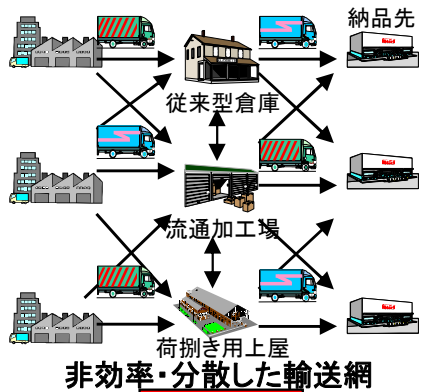 納品先
従来型倉庫
流通加工場
荷捌き用上屋
非効率・分散した輸送網